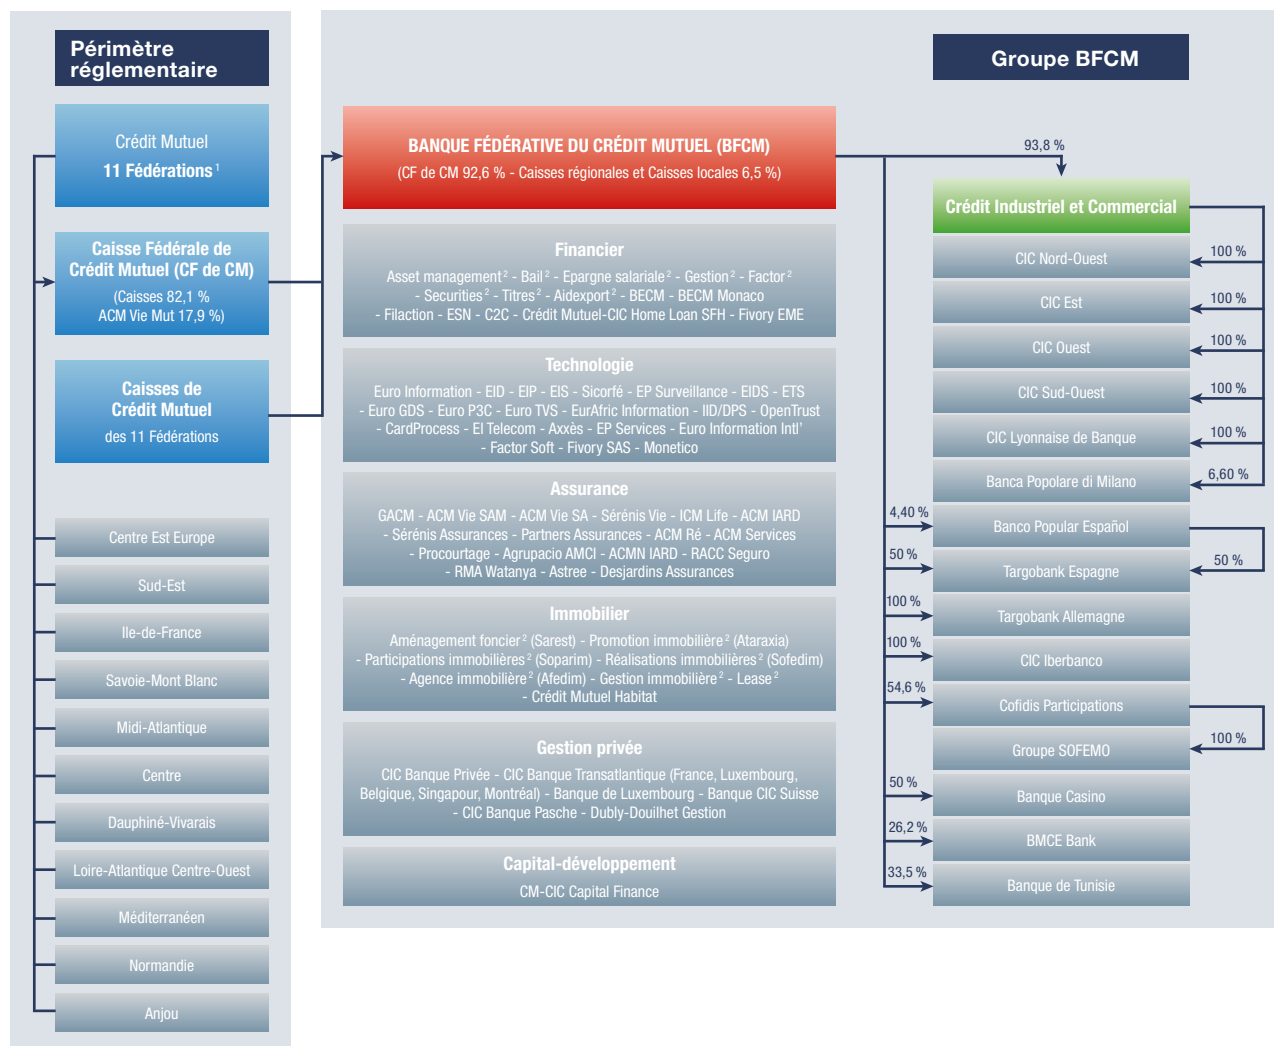 Périmètre
réglementaire
Crédit Mutuel
11 Fédérations 1
Caisse Fédérale de
Crédit Mutuel (CF de CM)
(Caisses 82,1 %
ACM Vie Mut 17,9 %)
Caisses de
Crédit Mutuel
des 11 Fédérations
Centre Est Europe
Sud-Est
Ile-de-France
Savoie-Mont Blanc
Midi-Atlantique
Centre
Dauphiné-Vivarais
Loire-Atlantique Centre-Ouest
Méditerranéen
Normandie
Anjou
BANQUE FÉDÉRATIVE DU CRÉDIT MUTUEL (BFCM)
(CF de CM 92,6 % - Caisses régionales et Caisses locales 6,5 %)
Financier
Asset management 2 - Bail 2 - Epargne salariale 2 - Gestion 2 - Factor 2
- Securities 2 - Titres 2 - Aidexport 2 - BECM - BECM Monaco
- Filaction - ESN - C2C - Crédit Mutuel-CIC Home Loan SFH - Fivory EME
Technologie
Euro Information - EID - EIP - EIS - Sicorfé - EP Surveillance - EIDS - ETS
- Euro GDS - Euro P3C - Euro TVS - EurAfric Information - IID/DPS - OpenTrust
- CardProcess - EI Telecom - Axxès - EP Services - Euro Information Intl’
- Factor Soft - Fivory SAS - Monetico
Assurance
GACM - ACM Vie SAM - ACM Vie SA - Sérénis Vie - ICM Life - ACM IARD
- Sérénis Assurances - Partners Assurances - ACM Ré - ACM Services
- Procourtage - Agrupacio AMCI - ACMN IARD - RACC Seguro
- RMA Watanya - Astree - Desjardins Assurances
Immobilier
Aménagement foncier 2 (Sarest) - Promotion immobilière 2 (Ataraxia)
- Participations immobilières 2 (Soparim) - Réalisations immobilières 2 (Sofedim)
- Agence immobilière 2 (Afedim) - Gestion immobilière 2 - Lease 2
- Crédit Mutuel Habitat
Gestion privée
CIC Banque Privée - CIC Banque Transatlantique (France, Luxembourg,
Belgique, Singapour, Montréal) - Banque de Luxembourg - Banque CIC Suisse
- CIC Banque Pasche - Dubly-Douilhet Gestion
Capital-développement
CM-CIC Capital Finance
Groupe BFCM
93,8 %
Crédit Industriel et Commercial
CIC Nord-Ouest
100 %
CIC Est
100 %
CIC Ouest
100 %
CIC Sud-Ouest
100 %
CIC Lyonnaise de Banque
100 %
Banca Popolare di Milano
6,60 %
4,40 %
Banco Popular Español
50 %
Targobank Espagne
50 %
100 %
Targobank Allemagne
100 %
CIC Iberbanco
54,6 %
Cofidis Participations
Groupe SOFEMO
100 %
50 %
Banque Casino
26,2 %
BMCE Bank
33,5 %
Banque de Tunisie